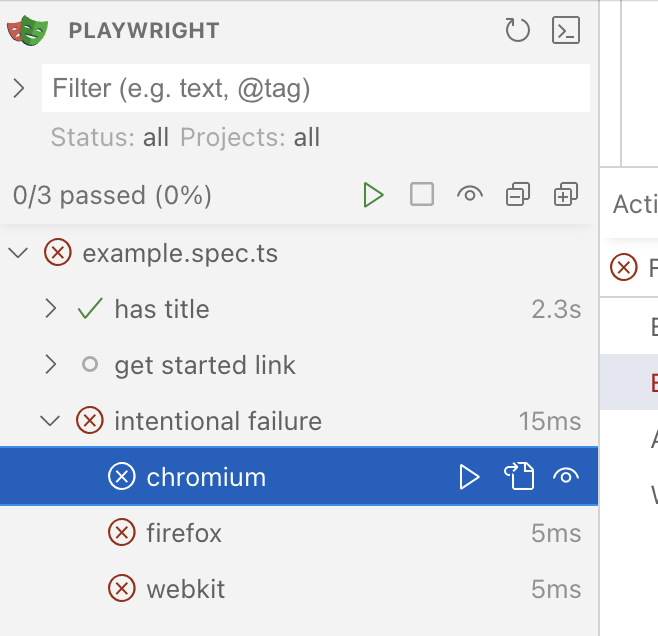 PLAYWRIGHT
Filter (e.g. text, @tag)
Status: all Projects: all
0/3 passed (0%)
Acti
example.spec.ts
F
has title 2.3s
get started link
intentional failure 15ms
chromium
firefox 5ms
webkit 5ms